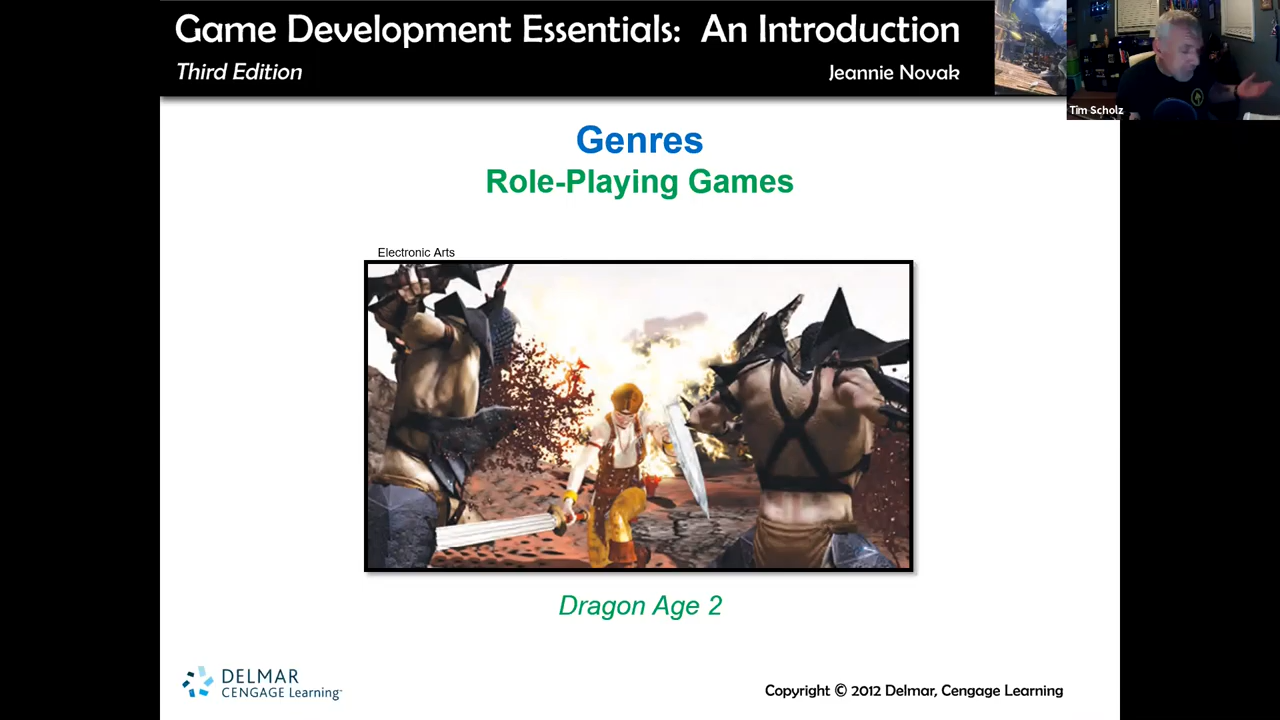 Game Development Essentials: An Introduction
Third Edition
Jeannie Novak
Tim Scholz
Genres
Role-Playing Games
Electronic Arts
Dragon Age 2
DELMAR
CENGAGE Learning
Copyright © 2012 Delmar, Cengage Learning